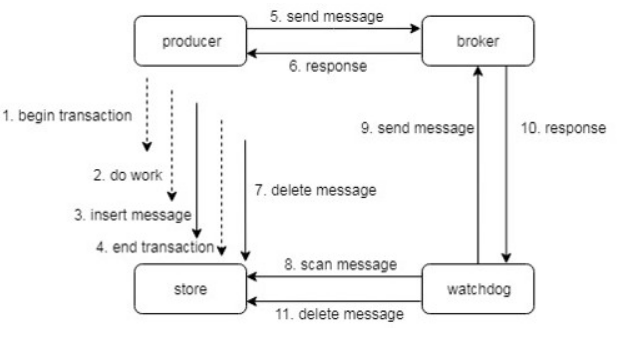 5. send message
producer
broker
6. response
1. begin transaction
9. send message
10. response
2. do work
7. delete message
3. insert message
4. end transaction
8. scan message
store
watchdog
11. delete message